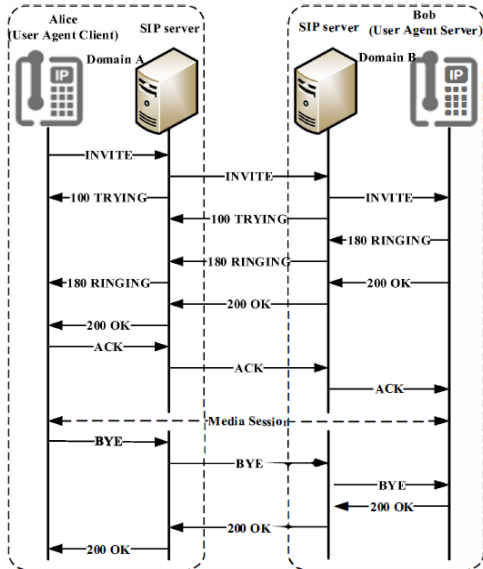 Alice
(User Agent Client)
SIP server
SIP server
Bob
(User Agent Server)
Domain A
Domain B
IP
IP
INVITE
INVITE
100 TRYING
INVITE
100 TRYING
180 RINGING
180 RINGING
180 RINGING
200 OK
200 OK
200 OK
ACK
ACK
ACK
Media Session
BYE
BYE
BYE
200 OK
200 OK
200 OK